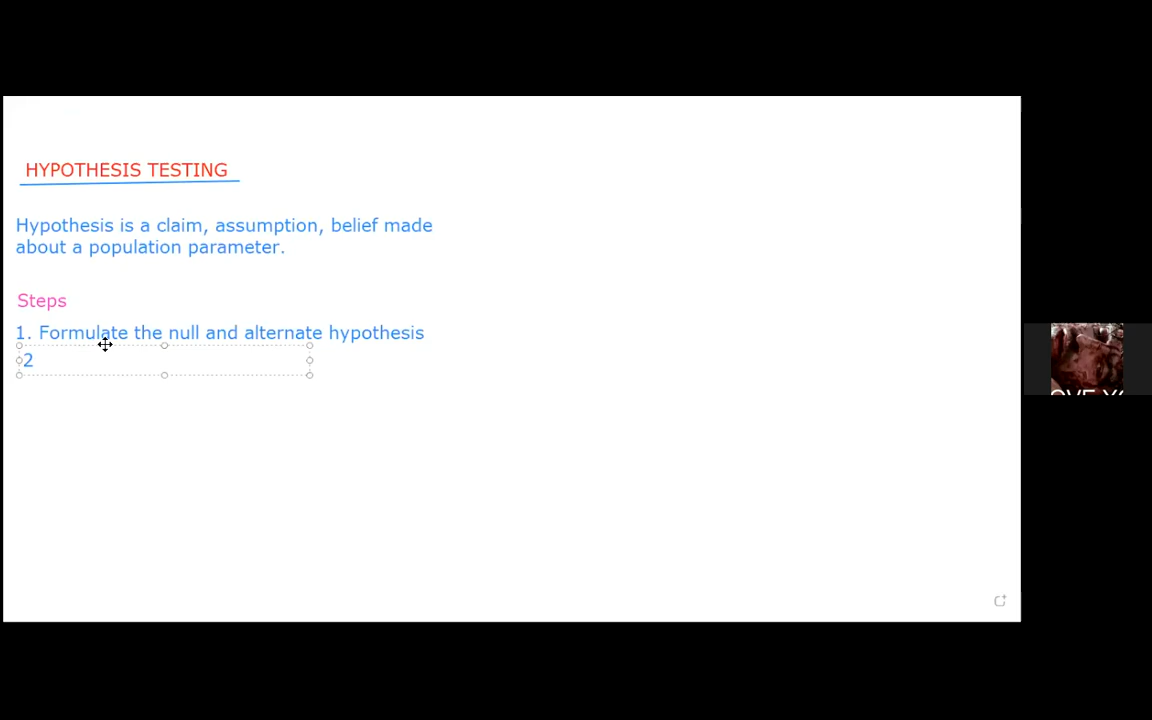 HYPOTHESIS TESTING
Hypothesis is a claim, assumption, belief made
about a population parameter.
Steps
1. Formulate the null and alternate hypothesis
2